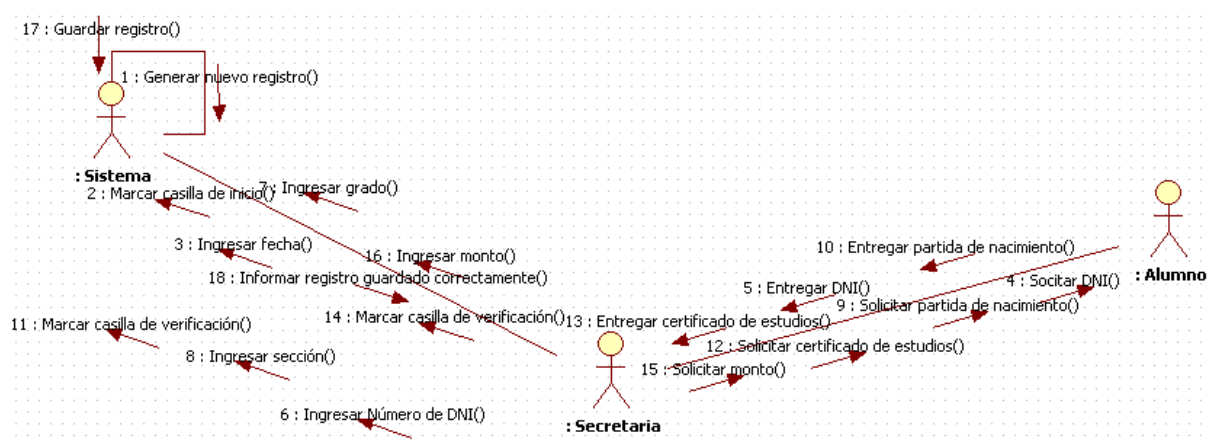 17 : Guardar registro()
1 : Generar nuevo registro()
: Sistema
2 : Marcar casilla de inicio()
7 : Ingresar grado()
3 : Ingresar fecha()
16 : Ingresar monto()
10 : Entregar partida de nacimiento()
: Alumno
18 : Informar registro guardado correctamente()
4 : Socitar DNI()
5 : Entregar DNI()
9 : Solicitar partida de nacimiento()
11 : Marcar casilla de verificación()
14 : Marcar casilla de verificación()
13 : Entregar certificado de estudios()
8 : Ingresar sección()
12 : Solicitar certificado de estudios()
15 : Solicitar monto()
6 : Ingresar Número de DNI()
: Secretaria